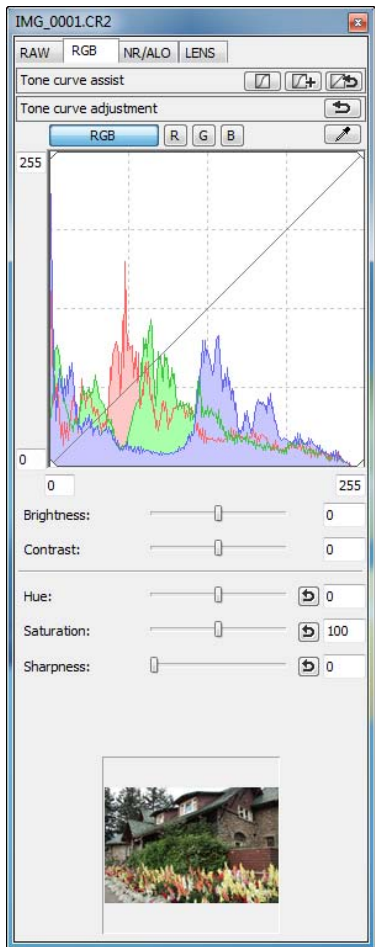 IMG_0001.CR2
RAW RGB NR/ALO LENS
Tone curve assist
Tone curve adjustment
RGB R G B
255
0
0 255
Brightness: 0
Contrast: 0
Hue: 0
Saturation: 100
Sharpness: 0